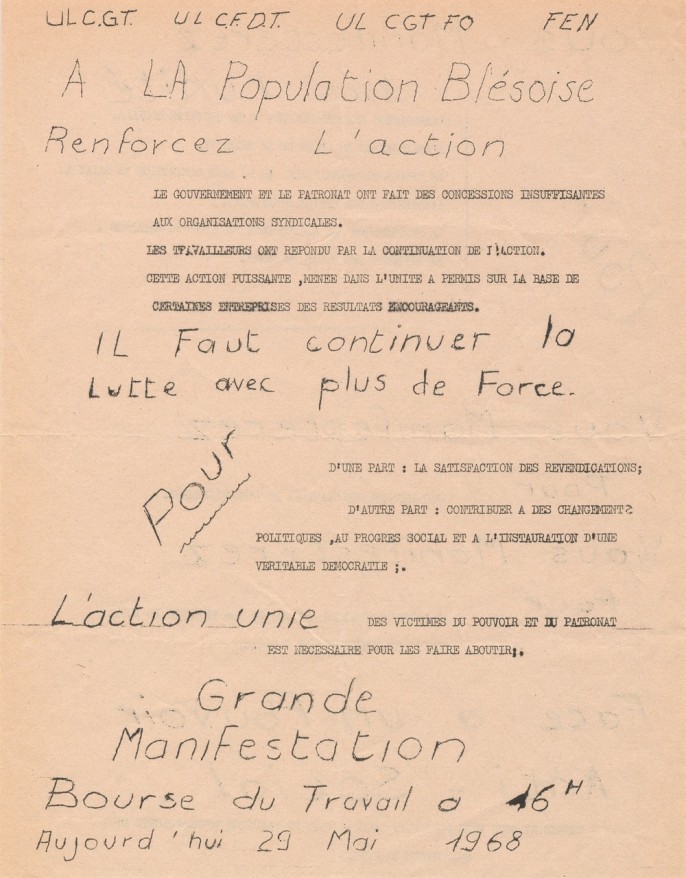 ULC.GT. UL C.F.D.T. UL CGT FO FEN
A LA Population Blésoise
Renforcez L'action
LE GOUVERNEMENT ET LE PATRONAT ONT FAIT DES CONCESSIONS INSUFFISANTES
AUX ORGANISATIONS SYNDICALES.
LES TRAVAILLEURS ONT REPONDU PAR LA CONTINUATION DE L'ACTION.
CETTE ACTION PUISSANTE ,MENEE DANS L'UNITE A PERMIS SUR LA BASE DE
CERTAINES ENTREPRISES DES RESULTATS ENCOURAGEANTS.
IL Faut continuer la
Lutte avec plus de Force.
Pour
D'UNE PART : LA SATISFACTION DES REVENDICATIONS;
D'AUTRE PART : CONTRIBUER A DES CHANGEMENTS
POLITIQUES ,AU PROGRES SOCIAL ET A L'INSTAURATION D'UNE
VERITABLE DEMOCRATIE ;.
L'action unie DES VICTIMES DU POUVOIR ET DU PATRONAT
EST NECESSAIRE POUR LES FAIRE ABOUTIR;.
Grande
Manifestation
Bourse du Travail a 16H
Aujourd'hui 29 Mai 1968